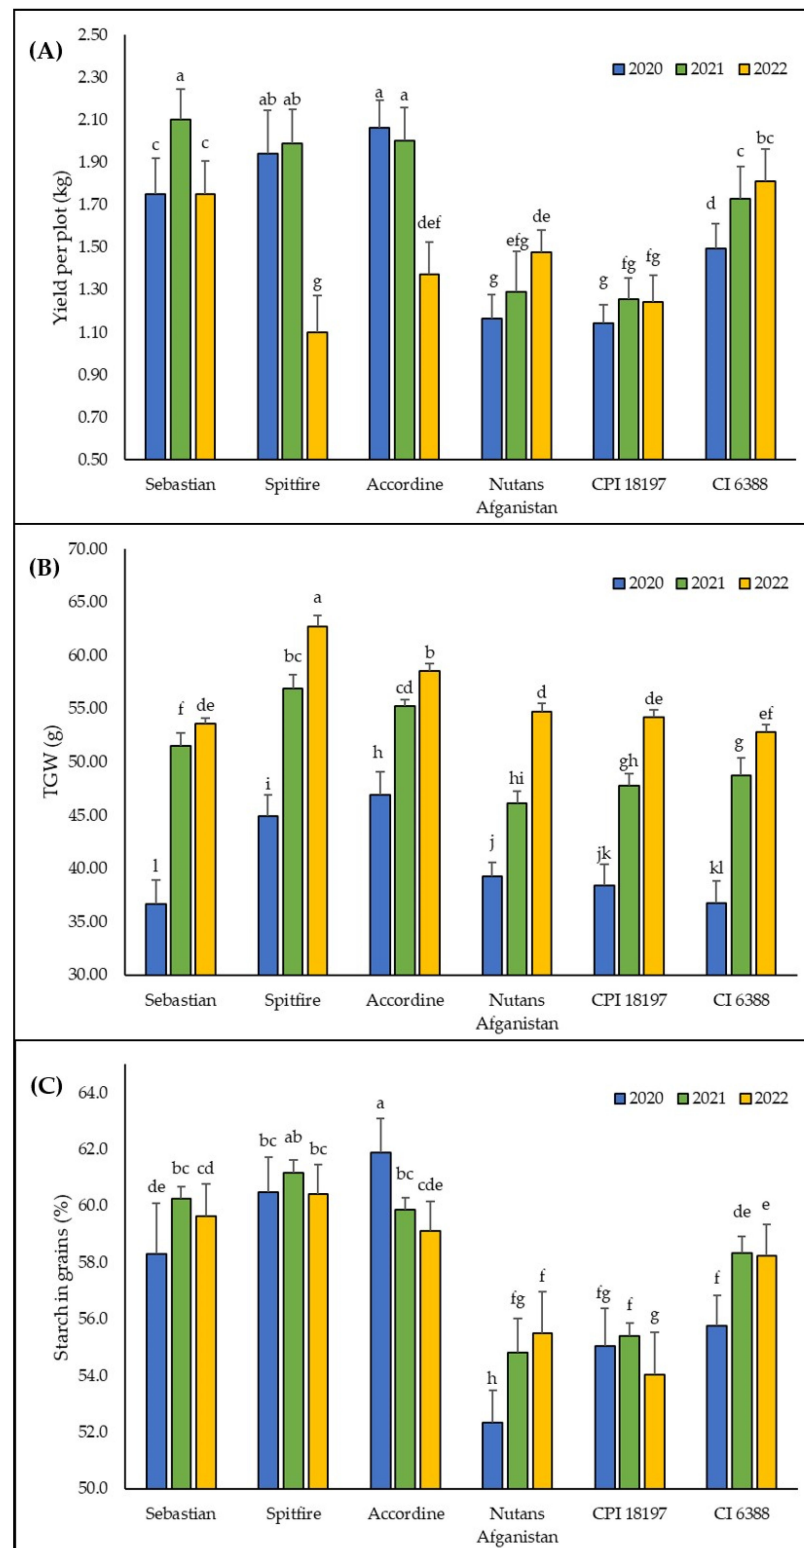 (A)
2.50
2.30
2.10
1.90
1.70
1.50
1.30
1.10
0.90
0.70
0.50
Yield per plot (kg)
2020 2021 2022
c a c
ab ab g
a a def
g efg de
g fg fg
d c bc
Sebastian Spitfire Accordine Nutans Afganistan CPI 18197 CI 6388
(B)
70.00
65.00
60.00
55.00
50.00
45.00
40.00
35.00
30.00
TGW (g)
2020 2021 2022
l f de
i bc a
h cd b
j hi d
jk gh de
kl g ef
Sebastian Spitfire Accordine Nutans Afganistan CPI 18197 CI 6388
(C)
64.0
62.0
60.0
58.0
56.0
54.0
52.0
50.0
Starch in grains (%)
2020 2021 2022
de bc cd
bc ab bc
a bc cde
h fg f
fg f g
f de e
Sebastian Spitfire Accordine Nutans Afganistan CPI 18197 CI 6388